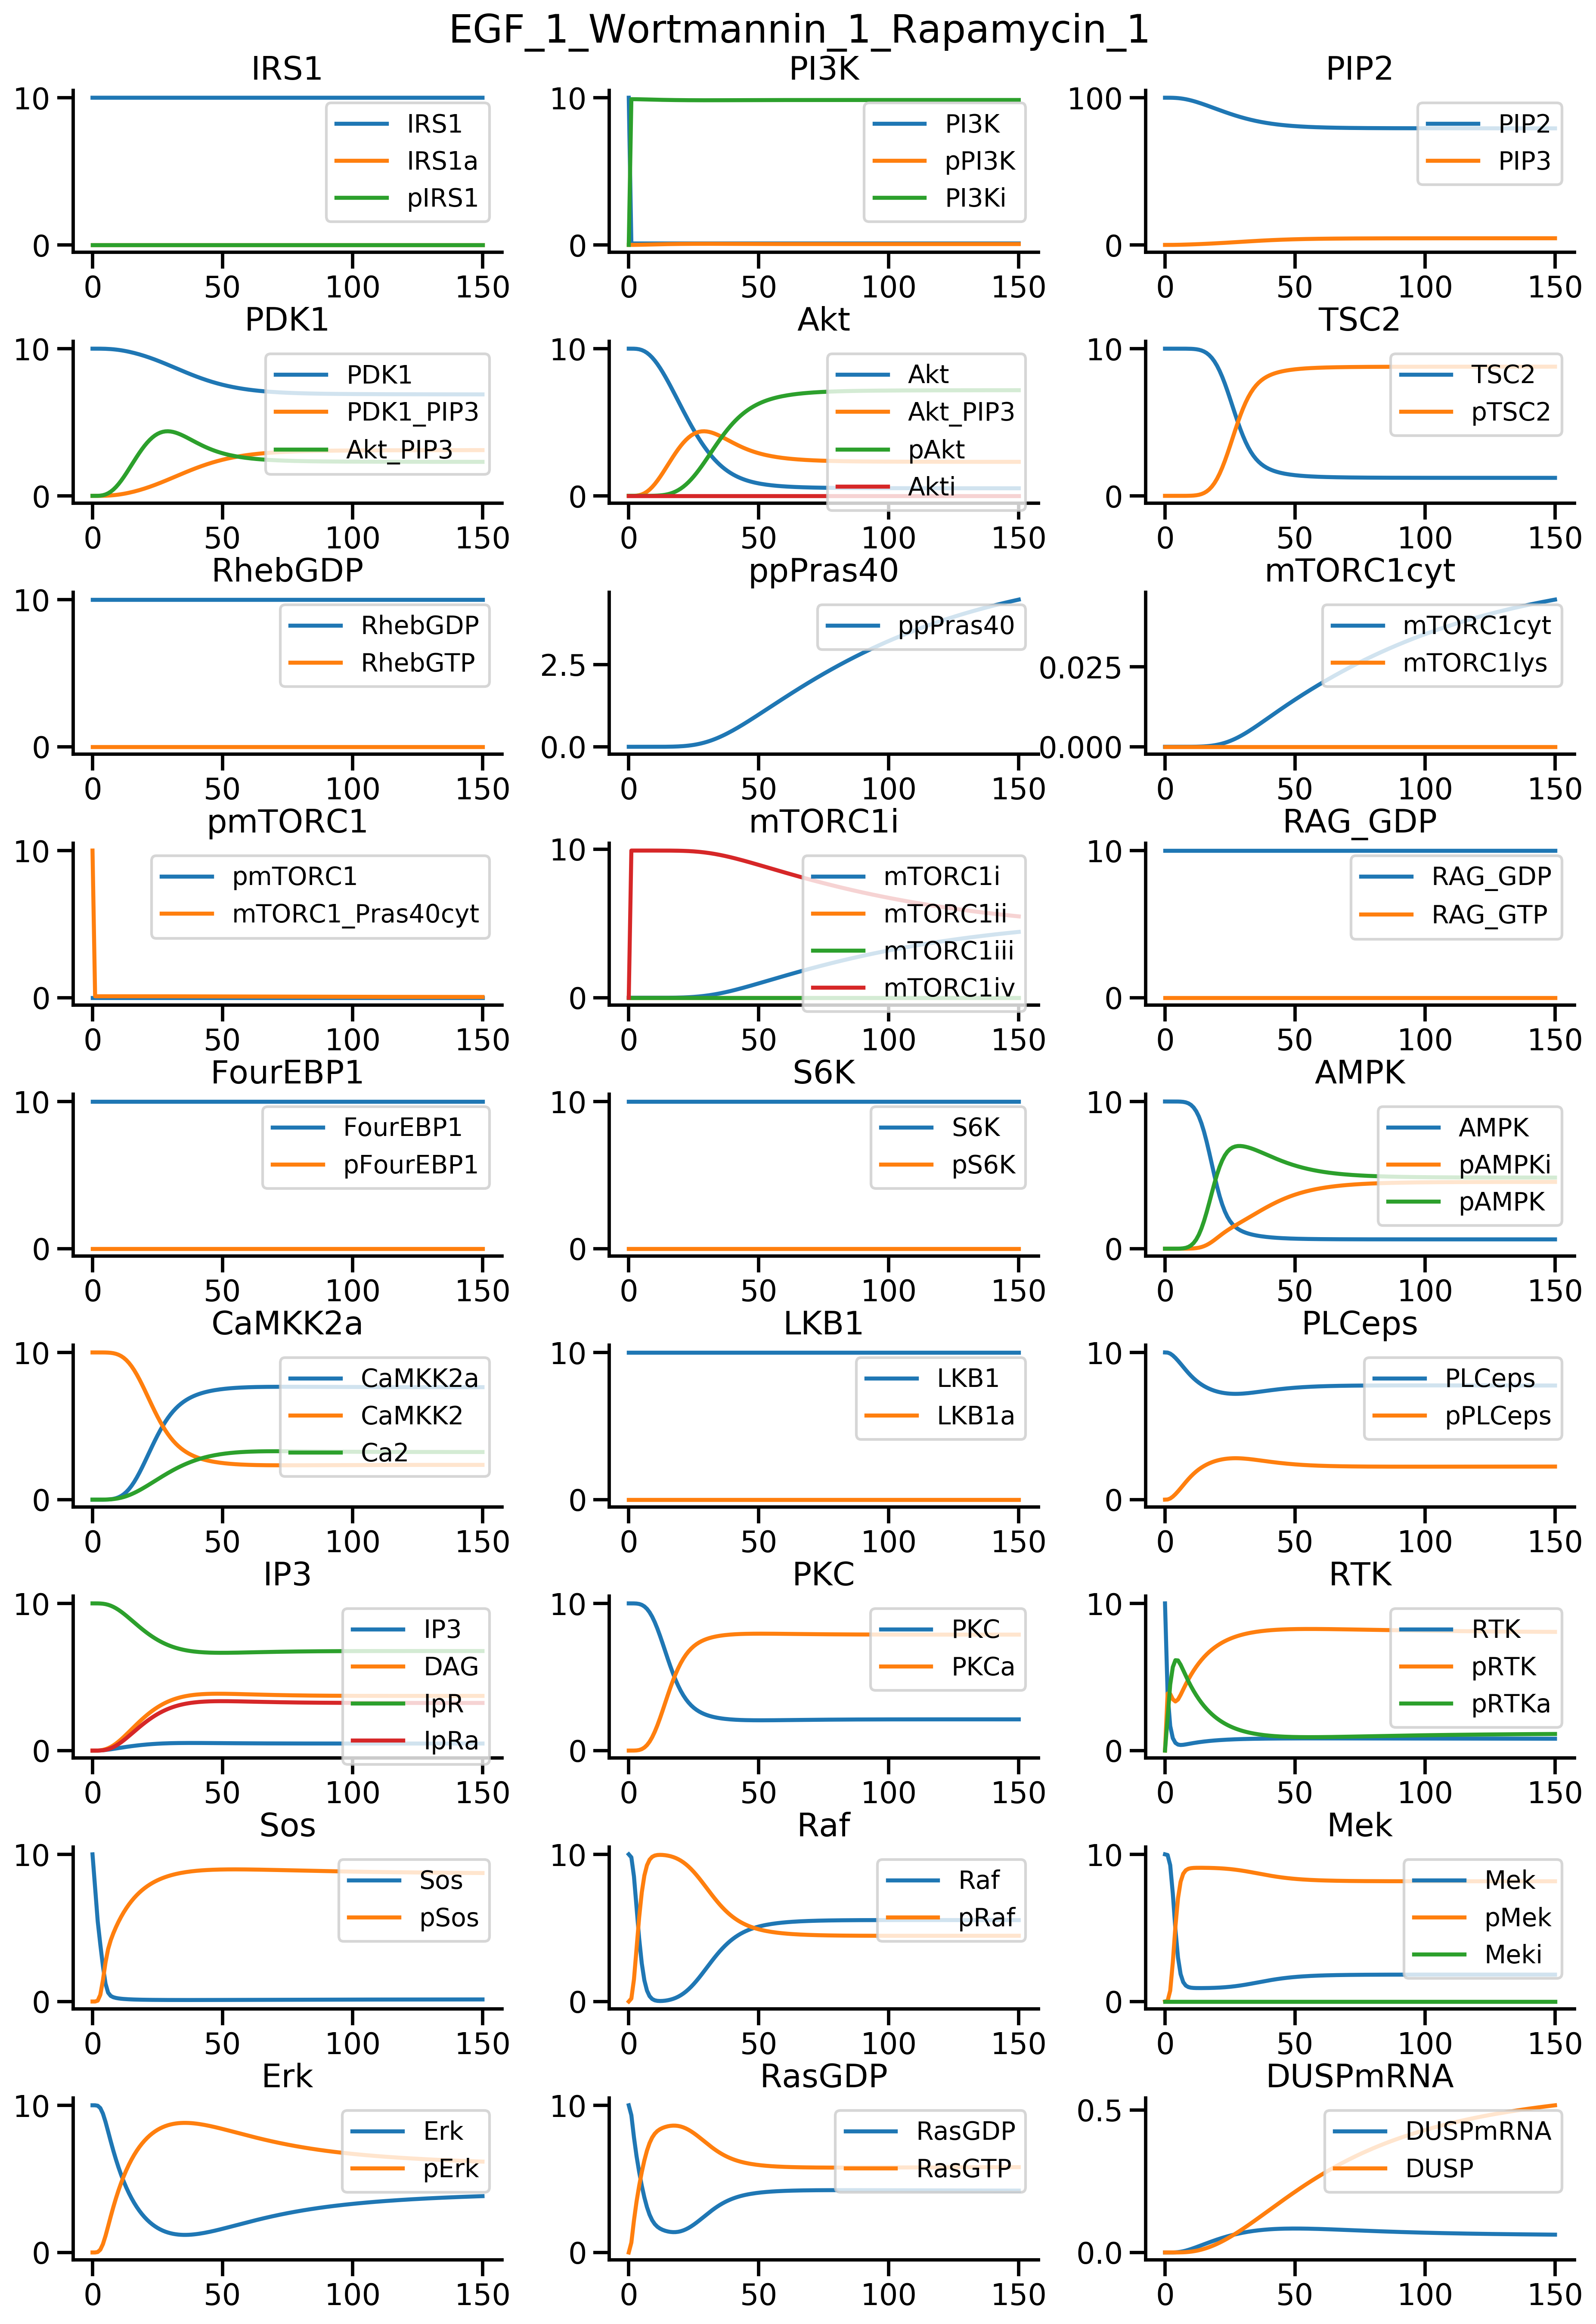 EGF_1_Wortmannin_1_Rapamycin_1
IRS1
10
0
0 50 100 150
IRS1
IRS1a
pIRS1
PI3K
10
0
0 50 100 150
PI3K
pPI3K
PI3Ki
PIP2
100
0
0 50 100 150
PIP2
PIP3
PDK1
10
0
0 50 100 150
PDK1
PDK1_PIP3
Akt_PIP3
Akt
10
0
0 50 100 150
Akt
Akt_PIP3
pAkt
Akti
TSC2
10
0
0 50 100 150
TSC2
pTSC2
RhebGDP
10
0
0 50 100 150
RhebGDP
RhebGTP
ppPras40
2.5
0.0
0 50 100 150
ppPras40
mTORC1cyt
0.025
0.000
0 50 100 150
mTORC1cyt
mTORC1lys
pmTORC1
10
0
0 50 100 150
pmTORC1
mTORC1_Pras40cyt
mTORC1i
10
0
0 50 100 150
mTORC1i
mTORC1ii
mTORC1iii
mTORC1iv
RAG_GDP
10
0
0 50 100 150
RAG_GDP
RAG_GTP
FourEBP1
10
0
0 50 100 150
FourEBP1
pFourEBP1
S6K
10
0
0 50 100 150
S6K
pS6K
AMPK
10
0
0 50 100 150
AMPK
pAMPKi
pAMPK
CaMKK2a
10
0
0 50 100 150
CaMKK2a
CaMKK2
Ca2
LKB1
10
0
0 50 100 150
LKB1
LKB1a
PLCeps
10
0
0 50 100 150
PLCeps
pPLCeps
IP3
10
0
0 50 100 150
IP3
DAG
IpR
IpRa
PKC
10
0
0 50 100 150
PKC
PKCa
RTK
10
0
0 50 100 150
RTK
pRTK
pRTKa
Sos
10
0
0 50 100 150
Sos
pSos
Raf
10
0
0 50 100 150
Raf
pRaf
Mek
10
0
0 50 100 150
Mek
pMek
Meki
Erk
10
0
0 50 100 150
Erk
pErk
RasGDP
10
0
0 50 100 150
RasGDP
RasGTP
DUSPmRNA
0.5
0.0
0 50 100 150
DUSPmRNA
DUSP